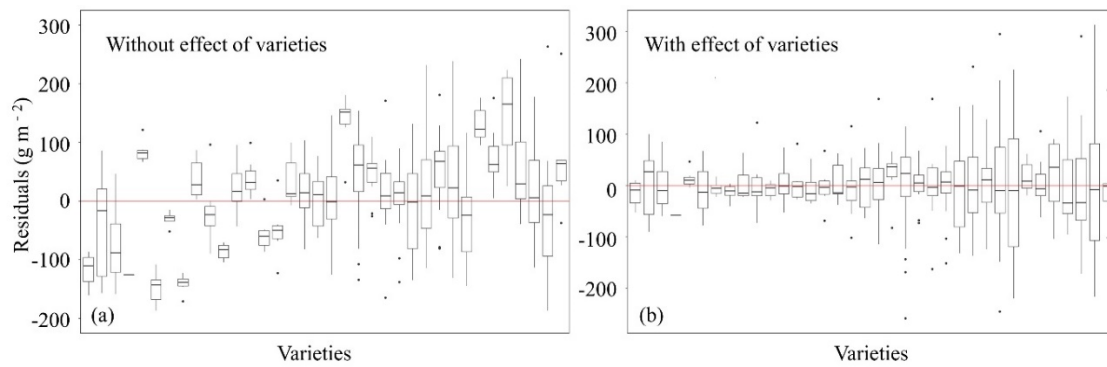 Residuals (g m⁻²)
300
200
100
0
-100
-200
Without effect of varieties
(a)
Varieties
300
200
100
0
-100
-200
With effect of varieties
(b)
Varieties